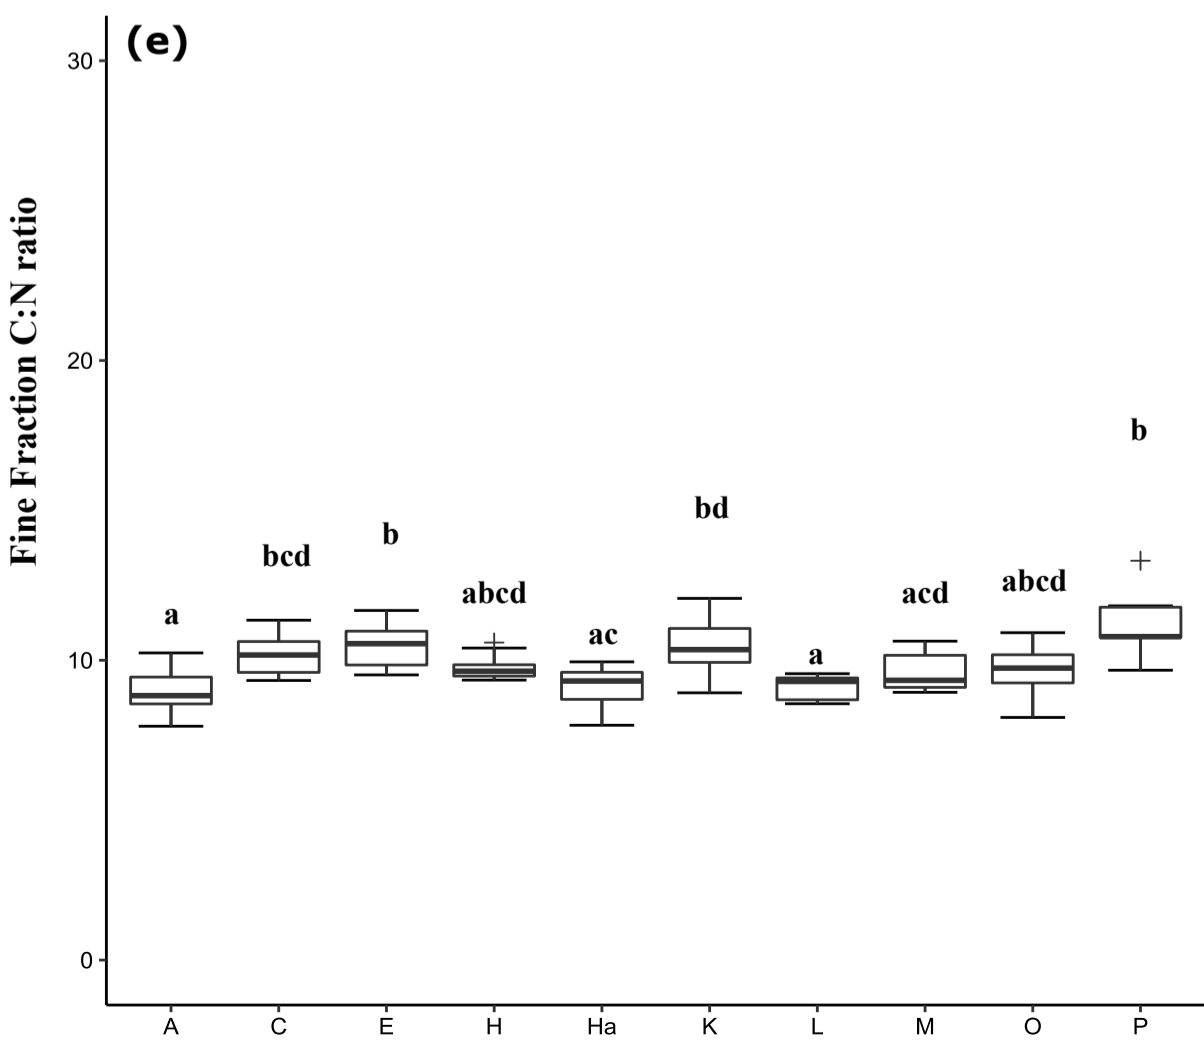 (e)
30
20
10
0
Fine Fraction C:N ratio
a
bcd
b
abcd
ac
bd
a
acd
abcd
b
A C E H Ha K L M O P